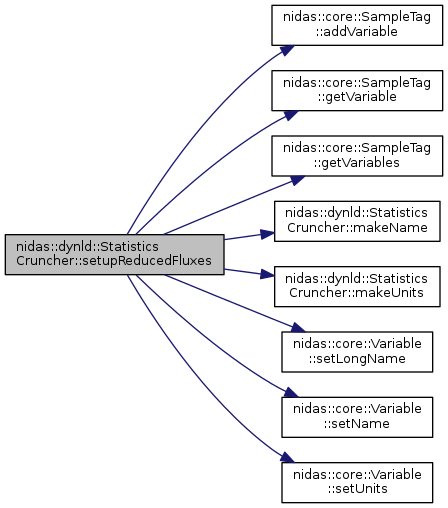 nidas::core::SampleTag
::addVariable
nidas::core::SampleTag
::getVariable
nidas::core::SampleTag
::getVariables
nidas::dynld::Statistics
Cruncher::makeName
nidas::dynld::Statistics
Cruncher::setupReducedFluxes
nidas::dynld::Statistics
Cruncher::makeUnits
nidas::core::Variable
::setLongName
nidas::core::Variable
::setName
nidas::core::Variable
::setUnits